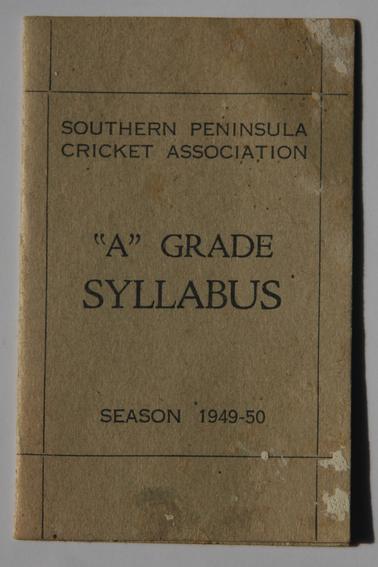 SOUTHERN PENINSULA
CRICKET ASSOCIATION
"A" GRADE
SYLLABUS
SEASON 1949-50